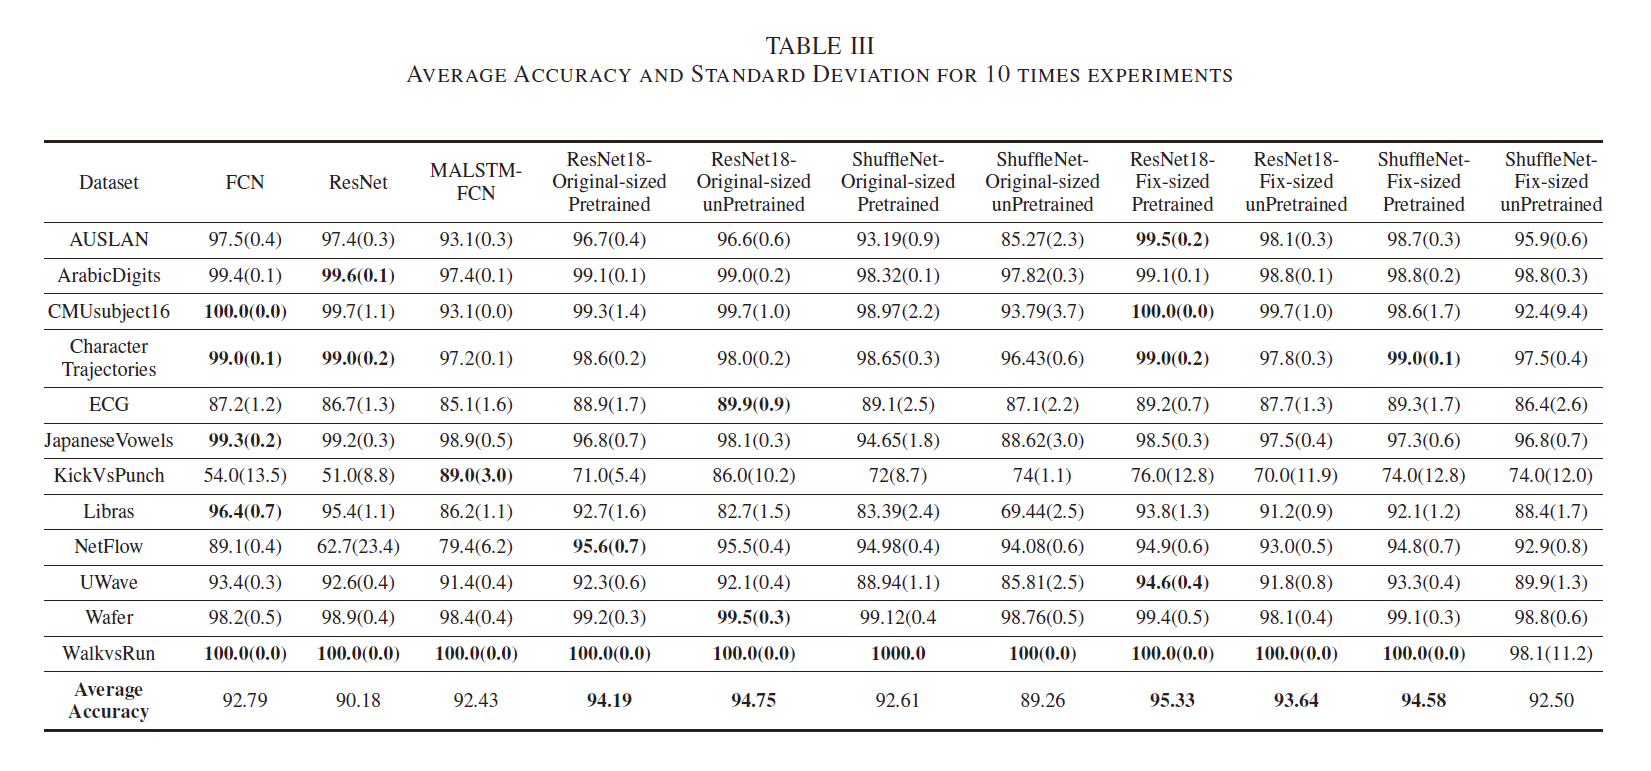 TABLE III
AVERAGE ACCURACY AND STANDARD DEVIATION FOR 10 TIMES EXPERIMENTS
Dataset FCN ResNet MALSTM-FCN ResNet18-Original-sized Pretrained ResNet18-Original-sized unPretrained ShuffleNet-Original-sized Pretrained ShuffleNet-Original-sized unPretrained ResNet18-Fix-sized Pretrained ResNet18-Fix-sized unPretrained ShuffleNet-Fix-sized Pretrained ShuffleNet-Fix-sized unPretrained
AUSLAN 97.5(0.4) 97.4(0.3) 93.1(0.3) 96.7(0.4) 96.6(0.6) 93.19(0.9) 85.27(2.3) 99.5(0.2) 98.1(0.3) 98.7(0.3) 95.9(0.6)
ArabicDigits 99.4(0.1) 99.6(0.1) 97.4(0.1) 99.1(0.1) 99.0(0.2) 98.32(0.1) 97.82(0.3) 99.1(0.1) 98.8(0.1) 98.8(0.2) 98.8(0.3)
CMUsubject16 100.0(0.0) 99.7(1.1) 93.1(0.0) 99.3(1.4) 99.7(1.0) 98.97(2.2) 93.79(3.7) 100.0(0.0) 99.7(1.0) 98.6(1.7) 92.4(9.4)
Character Trajectories 99.0(0.1) 99.0(0.2) 97.2(0.1) 98.6(0.2) 98.0(0.2) 98.65(0.3) 96.43(0.6) 99.0(0.2) 97.8(0.3) 99.0(0.1) 97.5(0.4)
ECG 87.2(1.2) 86.7(1.3) 85.1(1.6) 88.9(1.7) 89.9(0.9) 89.1(2.5) 87.1(2.2) 89.2(0.7) 87.7(1.3) 89.3(1.7) 86.4(2.6)
JapaneseVowels 99.3(0.2) 99.2(0.3) 98.9(0.5) 96.8(0.7) 98.1(0.3) 94.65(1.8) 88.62(3.0) 98.5(0.3) 97.5(0.4) 97.3(0.6) 96.8(0.7)
KickVsPunch 54.0(13.5) 51.0(8.8) 89.0(3.0) 71.0(5.4) 86.0(10.2) 72(8.7) 74(1.1) 76.0(12.8) 70.0(11.9) 74.0(12.8) 74.0(12.0)
Libras 96.4(0.7) 95.4(1.1) 86.2(1.1) 92.7(1.6) 82.7(1.5) 83.39(2.4) 69.44(2.5) 93.8(1.3) 91.2(0.9) 92.1(1.2) 88.4(1.7)
NetFlow 89.1(0.4) 62.7(23.4) 79.4(6.2) 95.6(0.7) 95.5(0.4) 94.98(0.4) 94.08(0.6) 94.9(0.6) 93.0(0.5) 94.8(0.7) 92.9(0.8)
UWave 93.4(0.3) 92.6(0.4) 91.4(0.4) 92.3(0.6) 92.1(0.4) 88.94(1.1) 85.81(2.5) 94.6(0.4) 91.8(0.8) 93.3(0.4) 89.9(1.3)
Wafer 98.2(0.5) 98.9(0.4) 98.4(0.4) 99.2(0.3) 99.5(0.3) 99.12(0.4 98.76(0.5) 99.4(0.5) 98.1(0.4) 99.1(0.3) 98.8(0.6)
WalkvsRun 100.0(0.0) 100.0(0.0) 100.0(0.0) 100.0(0.0) 100.0(0.0) 1000.0 100(0.0) 100.0(0.0) 100.0(0.0) 100.0(0.0) 98.1(11.2)
Average Accuracy 92.79 90.18 92.43 94.19 94.75 92.61 89.26 95.33 93.64 94.58 92.50